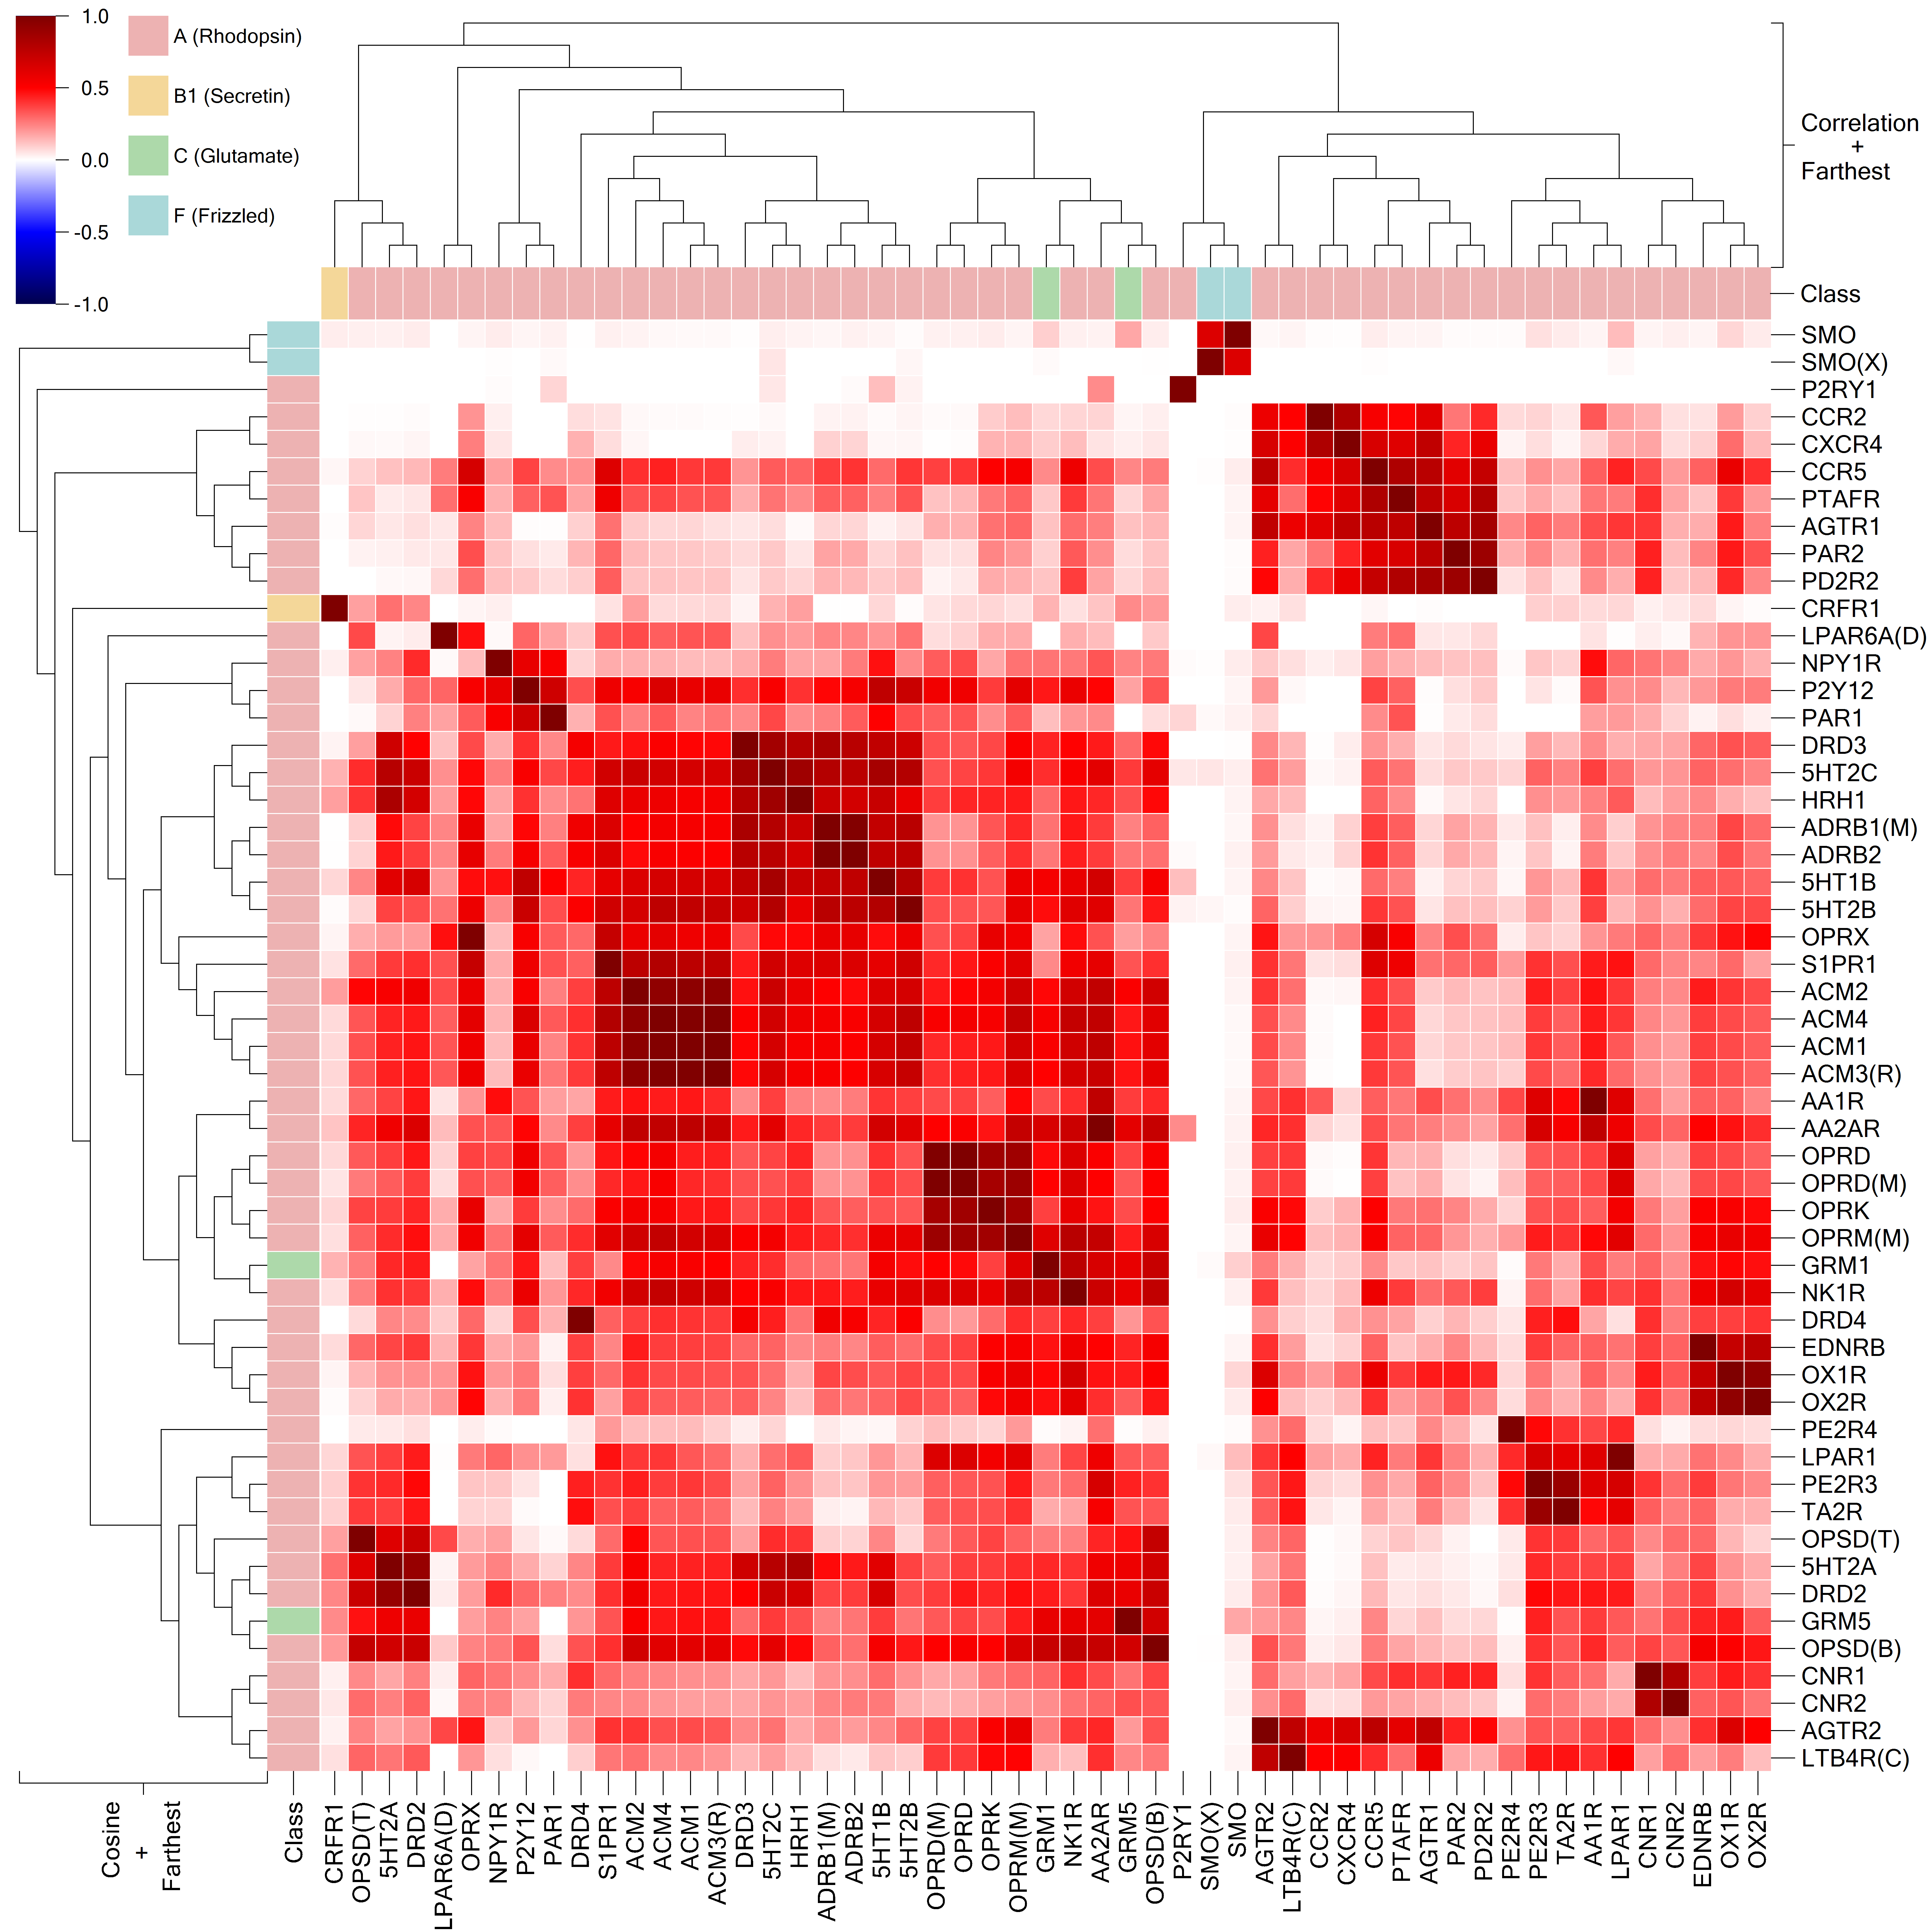 1.0
0.5
0.0
-0.5
-1.0
A (Rhodopsin)
B1 (Secretin)
C (Glutamate)
F (Frizzled)
Correlation
+
Farthest
Class
SMO
SMO(X)
P2RY1
CCR2
CXCR4
CCR5
PTAFR
AGTR1
PAR2
PD2R2
CRFR1
LPAR6A(D)
NPY1R
P2Y12
PAR1
DRD3
5HT2C
HRH1
ADRB1(M)
ADRB2
5HT1B
5HT2B
OPRX
S1PR1
ACM2
ACM4
ACM1
ACM3(R)
AA1R
AA2AR
OPRD
OPRD(M)
OPRK
OPRM(M)
GRM1
NK1R
DRD4
EDNRB
OX1R
OX2R
PE2R4
LPAR1
PE2R3
TA2R
OPSD(T)
5HT2A
DRD2
GRM5
OPSD(B)
CNR1
CNR2
AGTR2
LTB4R(C)
Cosine
+
Farthest
Class
CRFR1
OPSD(T)
5HT2A
DRD2
LPAR6A(D)
OPRX
NPY1R
P2Y12
PAR1
DRD4
S1PR1
ACM2
ACM4
ACM1
ACM3(R)
DRD3
5HT2C
HRH1
ADRB1(M)
ADRB2
5HT1B
5HT2B
OPRD(M)
OPRD
OPRK
OPRM(M)
GRM1
NK1R
AA2AR
GRM5
OPSD(B)
P2RY1
SMO(X)
SMO
AGTR2
LTB4R(C)
CCR2
CXCR4
CCR5
PTAFR
AGTR1
PAR2
PD2R2
PE2R4
PE2R3
TA2R
AA1R
LPAR1
CNR1
CNR2
EDNRB
OX1R
OX2R